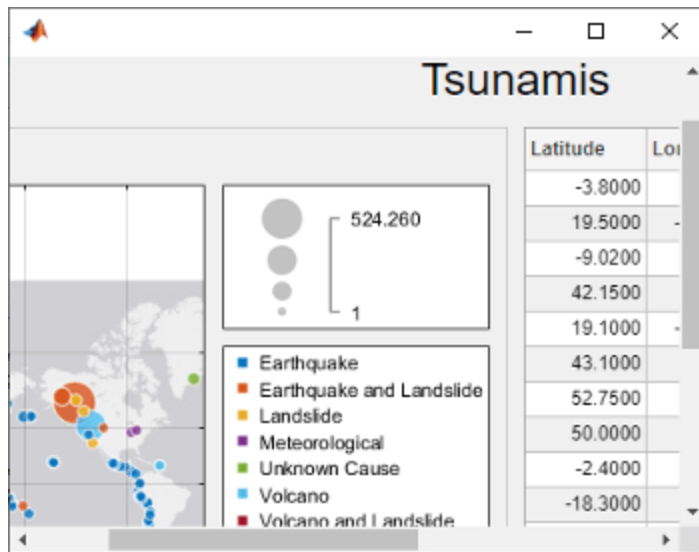 Tsunamis
524.260
1
Earthquake
Earthquake and Landslide
Landslide
Meteorological
Unknown Cause
Volcano
Volcano and Landslide
Latitude
-3.8000
19.5000
-9.0200
42.1500
19.1000
43.1000
52.7500
50.0000
-2.4000
-18.3000